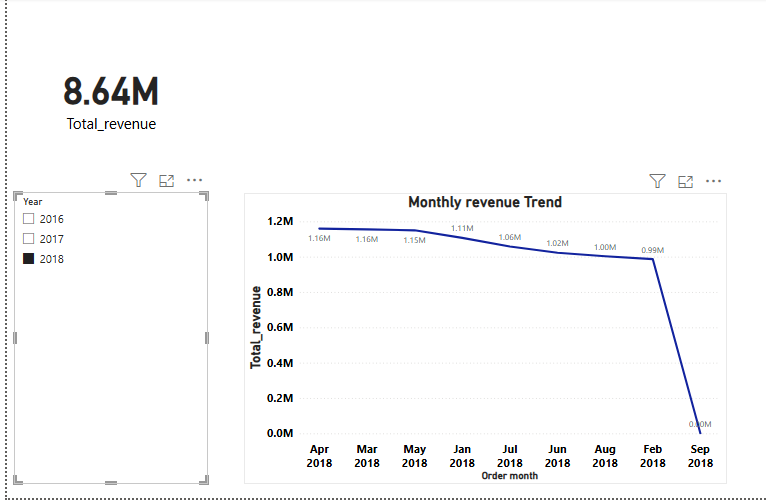 8.64M
Total_revenue
Year
2016
2017
2018
Monthly revenue Trend
Total_revenue
1.2M
1.0M
0.8M
0.6M
0.4M
0.2M
0.0M
1.16M 1.16M 1.15M 1.11M 1.06M 1.02M 1.00M 0.99M 0.00M
Apr Mar May Jan Jul Jun Aug Feb Sep
2018 2018 2018 2018 2018 2018 2018 2018 2018
Order month